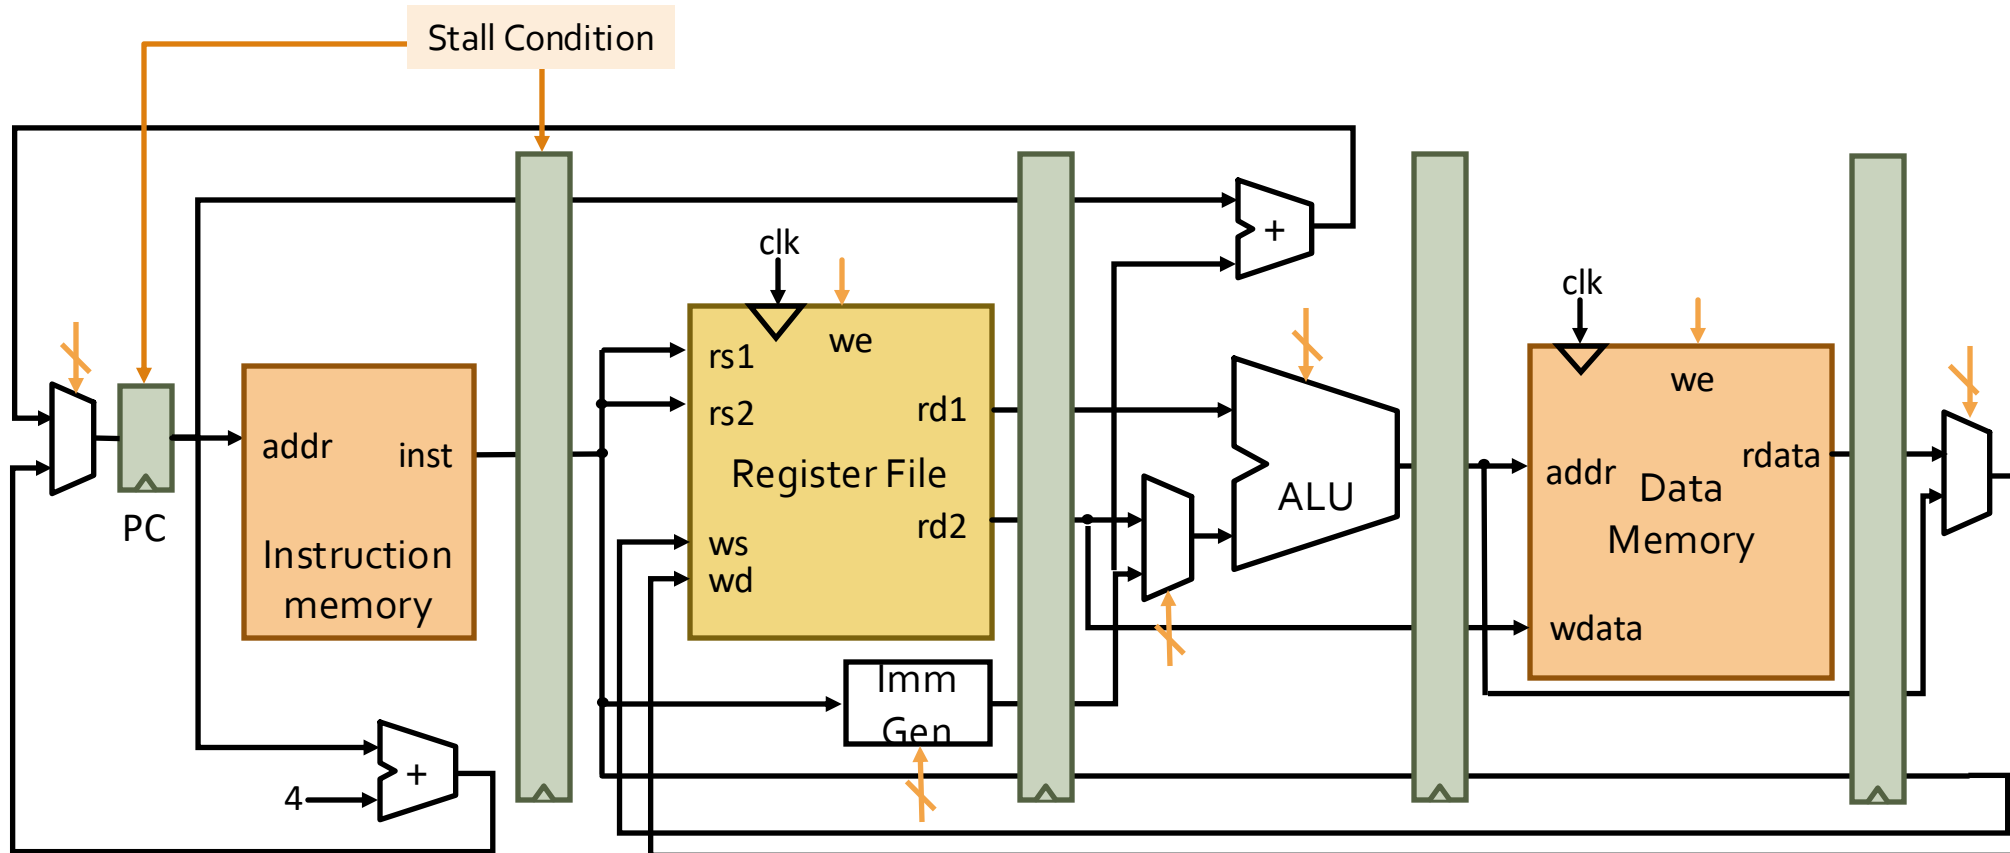 Stall Condition
clk
we
rs1
rs2
rd1
Register File
rd2
ws
wd
addr
inst
Instruction
memory
PC
+
4
Imm
Gen
+
ALU
clk
we
rdata
addr
Data
Memory
wdata